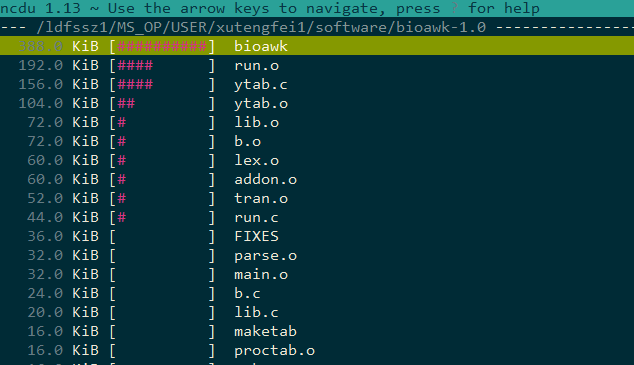 ncdu 1.13 ~ Use the arrow keys to navigate, press ? for help
--- /ldfssz1/MS_OP/USER/xutengfei1/software/bioawk-1.0 ---------------
388.0 KiB [##########] bioawk
192.0 KiB [####      ] run.o
156.0 KiB [####      ] ytab.c
104.0 KiB [##        ] ytab.o
72.0 KiB [#         ] lib.o
72.0 KiB [#         ] b.o
60.0 KiB [#         ] lex.o
60.0 KiB [#         ] addon.o
52.0 KiB [#         ] tran.o
44.0 KiB [#         ] run.c
36.0 KiB [          ] FIXES
32.0 KiB [          ] parse.o
32.0 KiB [          ] main.o
24.0 KiB [          ] b.c
20.0 KiB [          ] lib.c
16.0 KiB [          ] maketab
16.0 KiB [          ] proctab.o